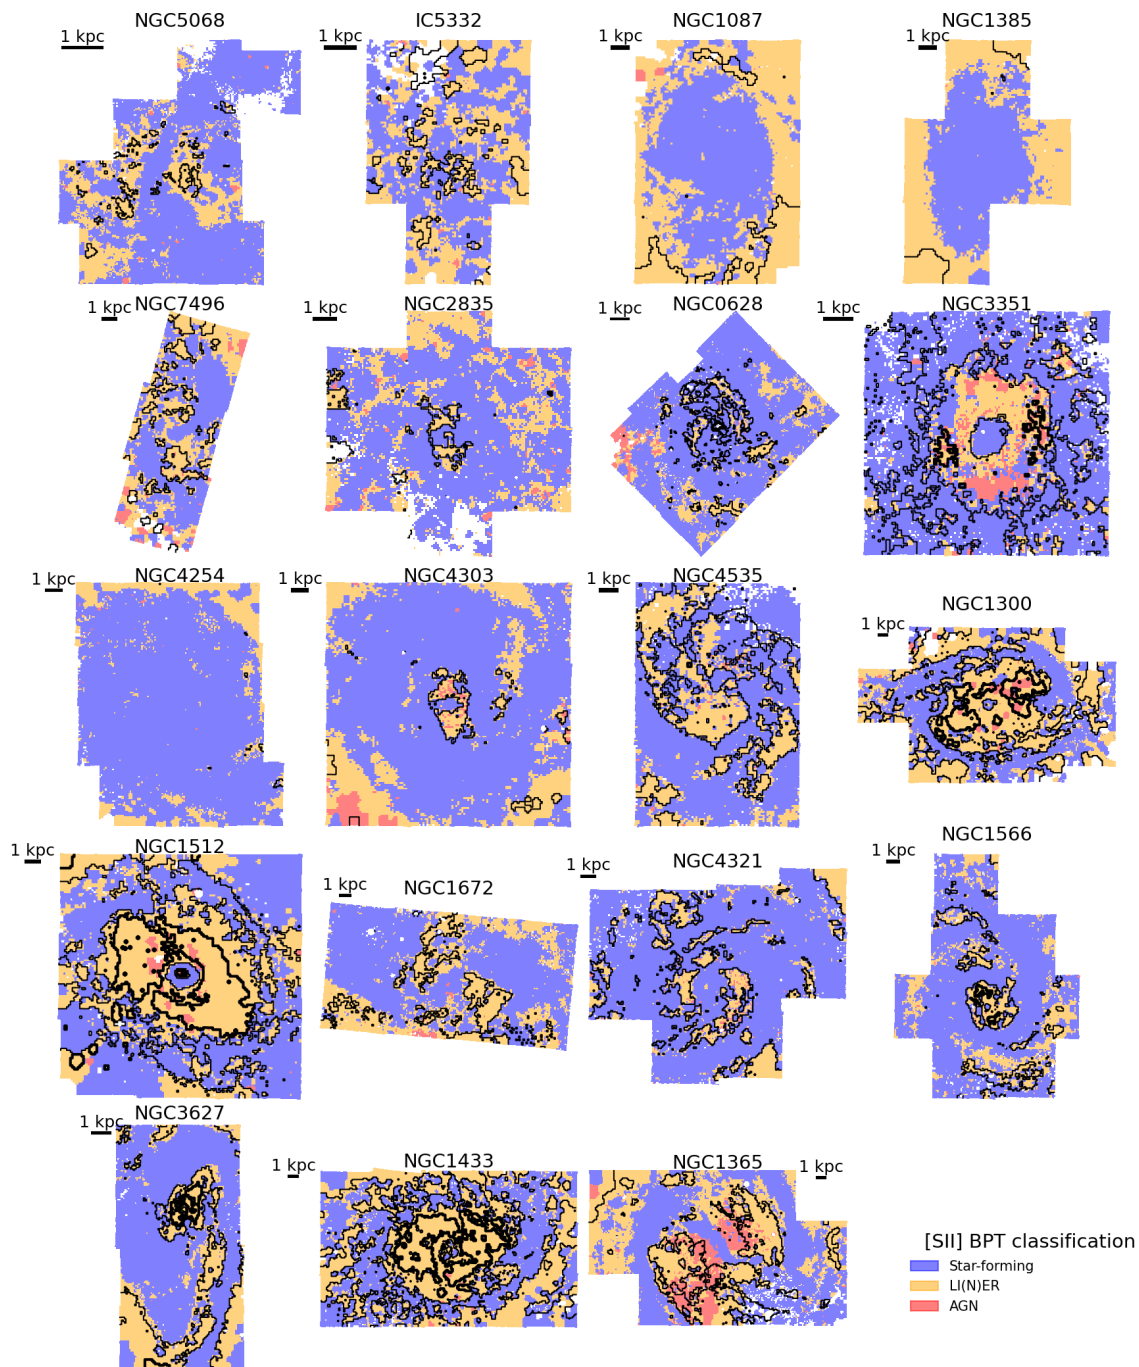 NGC5068
1 kpc
IC5332
1 kpc
NGC1087
1 kpc
NGC1385
1 kpc
NGC7496
1 kpc
NGC2835
1 kpc
NGC0628
1 kpc
NGC3351
1 kpc
NGC4254
1 kpc
NGC4303
1 kpc
NGC4535
1 kpc
NGC1300
1 kpc
NGC1512
1 kpc
NGC1672
1 kpc
NGC4321
1 kpc
NGC1566
1 kpc
NGC3627
1 kpc
NGC1433
1 kpc
NGC1365
1 kpc
[SII] BPT classification
Star-forming
LI(N)ER
AGN